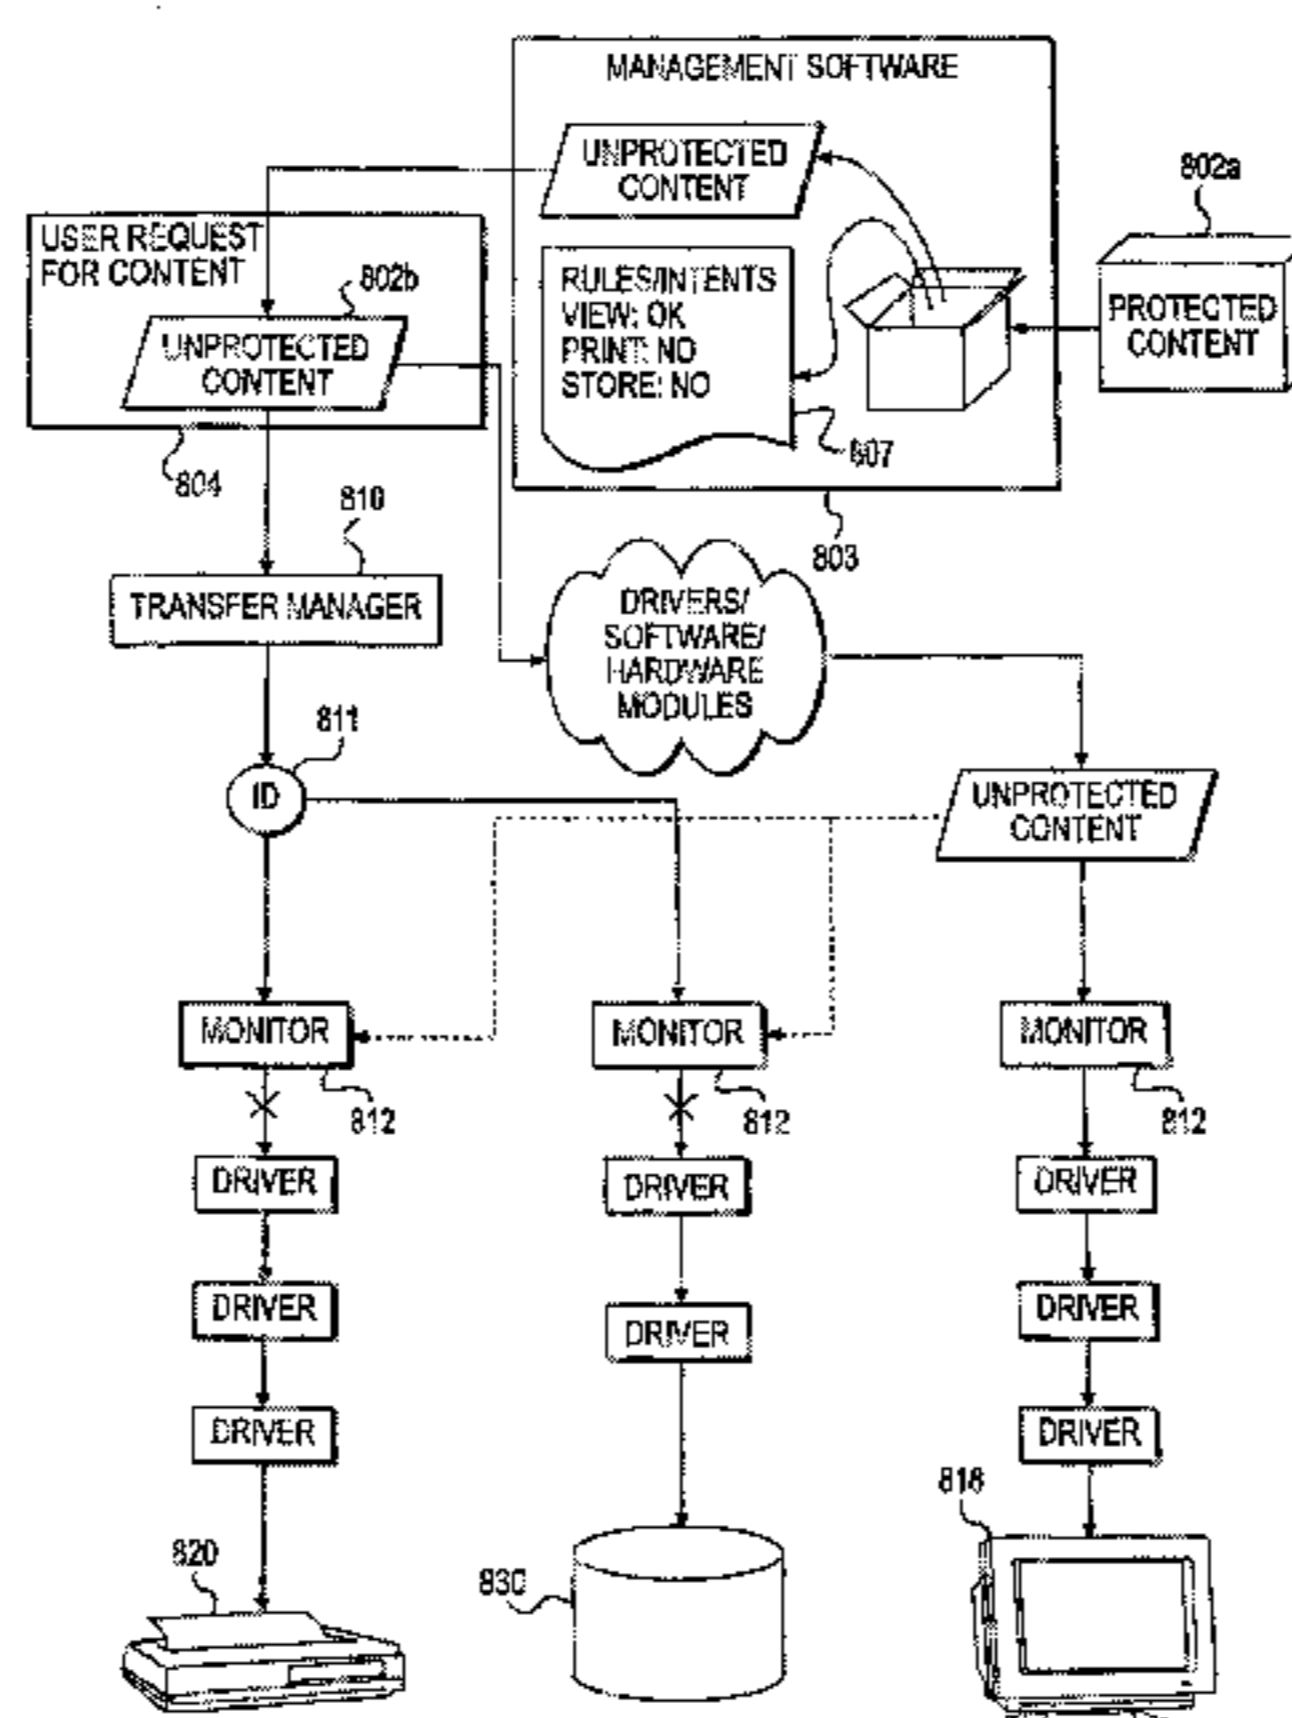 MANAGEMENT SOFTWARE
UNPROTECTED
CONTENT
802a
USER REQUEST
FOR CONTENT
802b
RULES/INTENTS
VIEW: OK
PRINT: NO
STORE: NO
PROTECTED
CONTENT
UNPROTECTED
CONTENT
807
804
810
803
TRANSFER MANAGER
DRIVERS/
SOFTWARE/
HARDWARE
MODULES
811
ID
UNPROTECTED
CONTENT
MONITOR
MONITOR
MONITOR
812
812
812
DRIVER
DRIVER
DRIVER
DRIVER
DRIVER
DRIVER
DRIVER
DRIVER
818
820
830